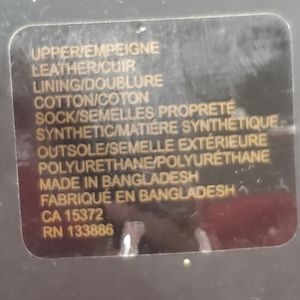 UPPER/EMPEIGNE
LEATHER/CUIR
LINING/DOUBLURE
COTTON/COTON
SOCK/SEMELLES PROPRETÉ
SYNTHETIC/MATIÈRE SYNTHÉTIQUE
OUTSOLE/SEMELLE EXTÉRIEURE
POLYURETHANE/POLYURÉTHANE
MADE IN BANGLADESH
FABRIQUÉ EN BANGLADESH
CA 15372
RN 133886